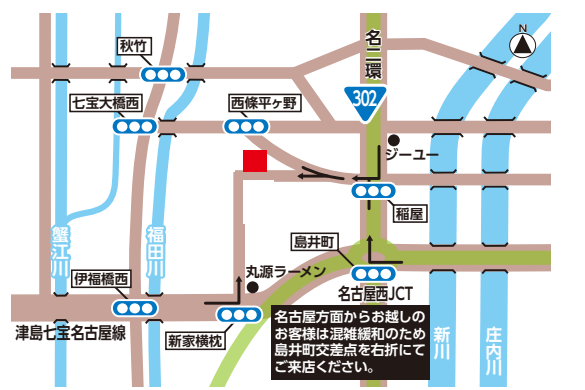 N
秋竹
名二環
302
七宝大橋西
西條平ヶ野
ジーユー
稲屋
蟹江川
福田川
島井町
伊福橋西
丸源ラーメン
名古屋西JCT
津島七宝名古屋線
新家横枕
名古屋方面からお越しの
お客様は混雑緩和のため
島井町交差点を右折にて
ご来店ください。
新川
庄内川